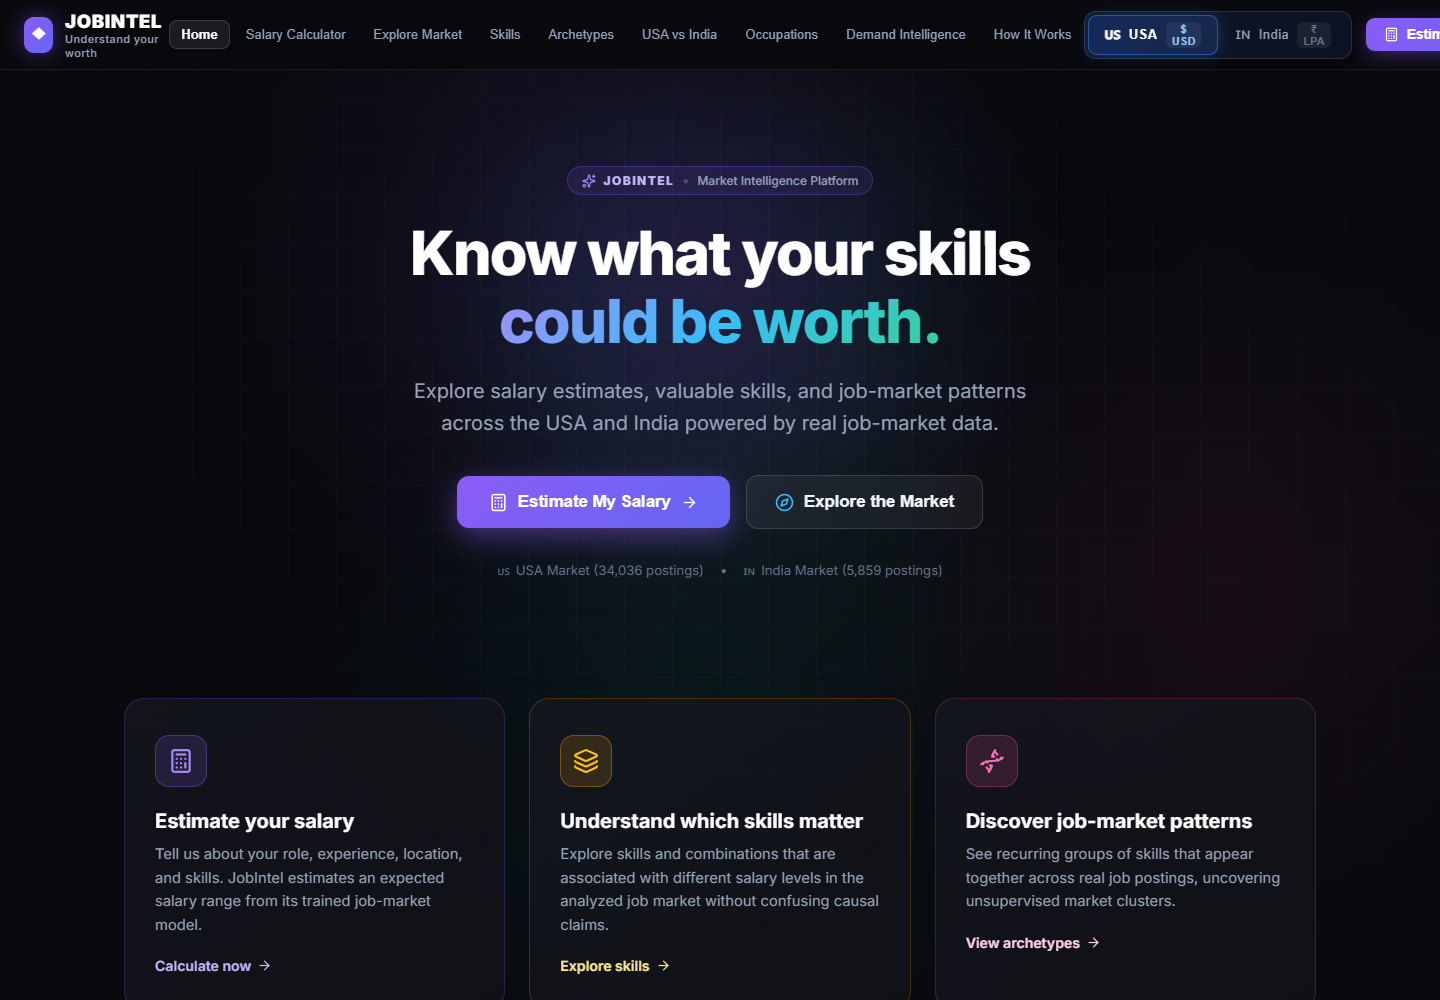 JOBINTEL
Understand your
worth
Home
Salary Calculator
Explore Market
Skills
Archetypes
USA vs India
Occupations
Demand Intelligence
How It Works
US USA $ USD
IN India ₹ LPA
Estim
JOBINTEL • Market Intelligence Platform
Know what your skills
could be worth.
Explore salary estimates, valuable skills, and job-market patterns
across the USA and India powered by real job-market data.
Estimate My Salary →
Explore the Market
US USA Market (34,036 postings) • IN India Market (5,859 postings)
Estimate your salary
Tell us about your role, experience, location,
and skills. JobIntel estimates an expected
salary range from its trained job-market
model.
Calculate now →
Understand which skills matter
Explore skills and combinations that are
associated with different salary levels in the
analyzed job market without confusing causal
claims.
Explore skills →
Discover job-market patterns
See recurring groups of skills that appear
together across real job postings, uncovering
unsupervised market clusters.
View archetypes →